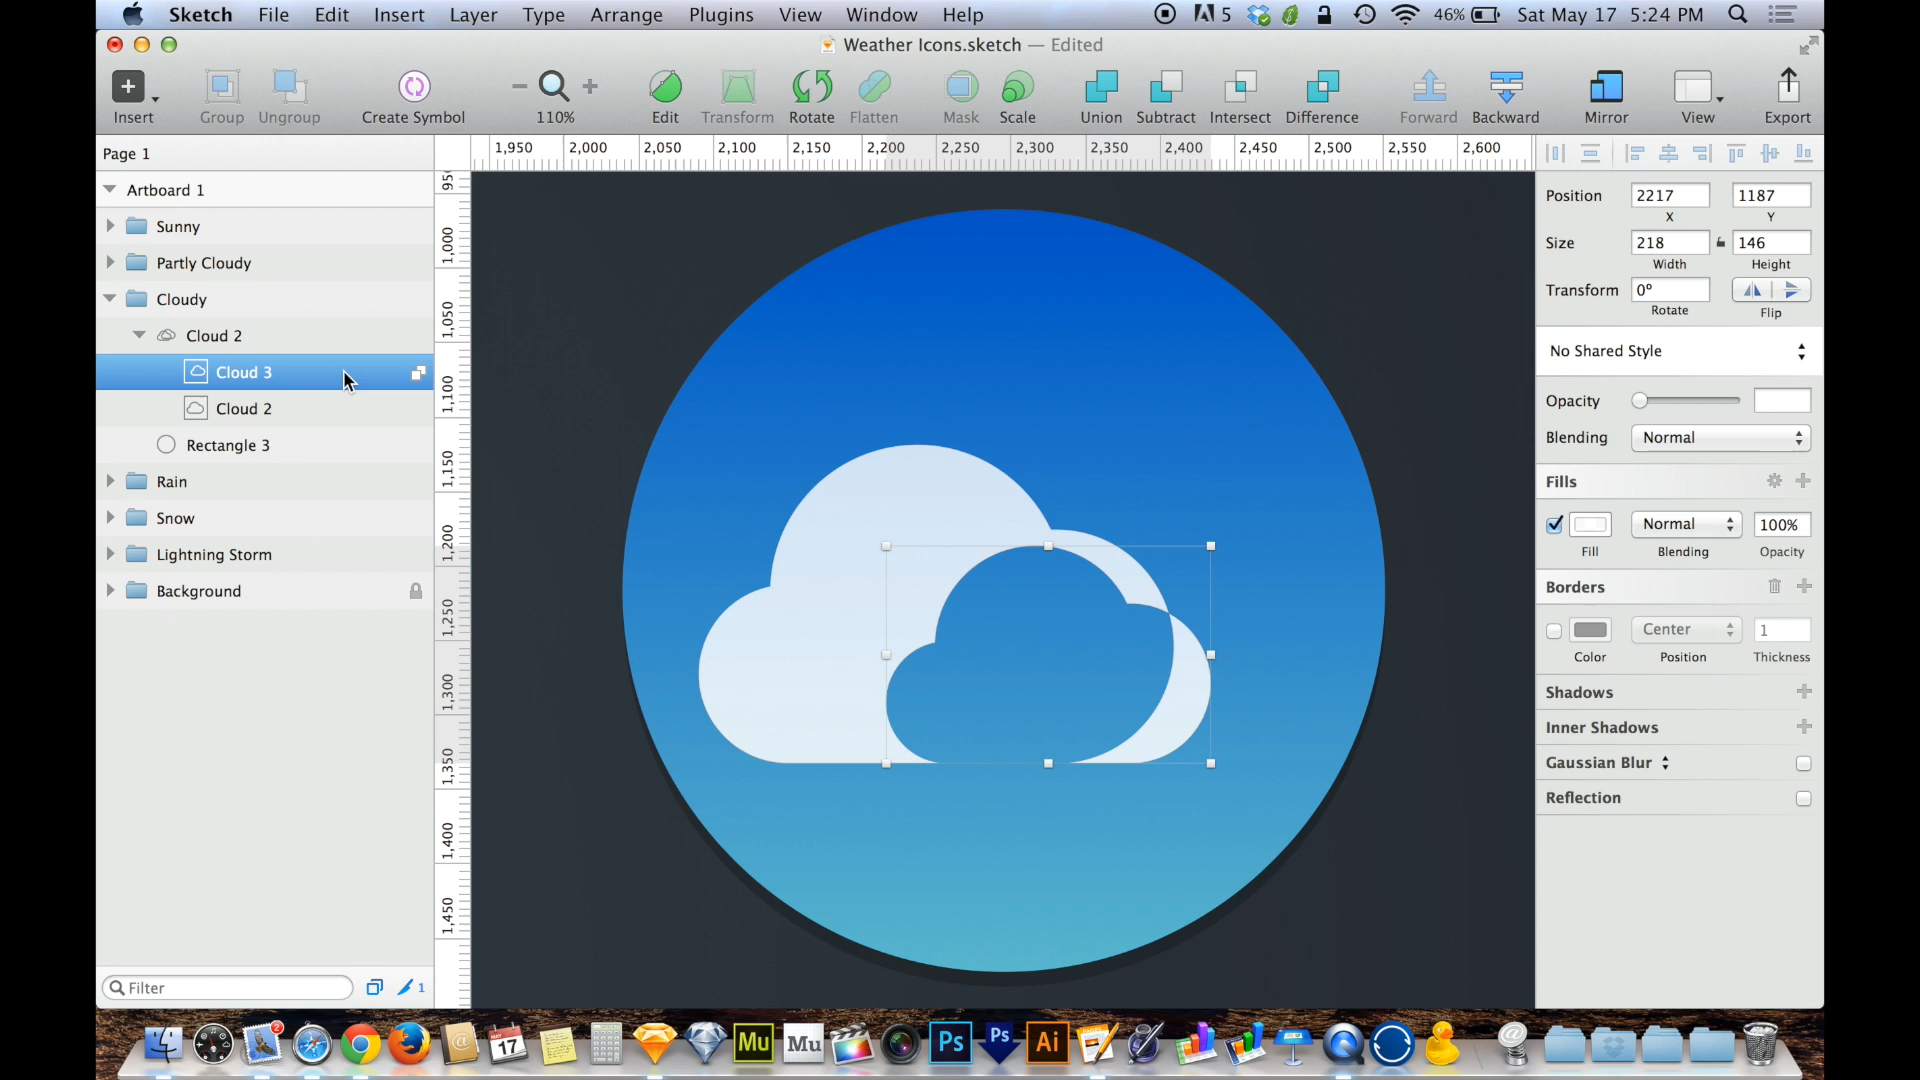 Sketch File Edit Insert Layer Type Arrange Plugins View Window Help 5 46% Sat May 17 5:24 PM
Weather Icons.sketch — Edited
Insert Group Ungroup Create Symbol 110% Edit Transform Rotate Flatten Mask Scale Union Subtract Intersect Difference Forward Backward Mirror View Export
Page 1
1,950 2,000 2,050 2,100 2,150 2,200 2,250 2,300 2,350 2,400 2,450 2,500 2,550 2,600
Artboard 1
Sunny
Partly Cloudy
Cloudy
Cloud 2
Cloud 3
Cloud 2
Rectangle 3
Rain
Snow
Lightning Storm
Background
Filter
1
1,000
1,050
1,100
1,150
1,200
1,250
1,300
1,350
1,400
1,450
Position 2217 1187
X Y
Size 218 146
Width Height
Transform 0°
Rotate Flip
No Shared Style
Opacity
Blending Normal
Fills
Normal 100%
Fill Blending Opacity
Borders
Center 1
Color Position Thickness
Shadows
Inner Shadows
Gaussian Blur
Reflection
2
MAY
17
Mu Mu Ps Ps Ai